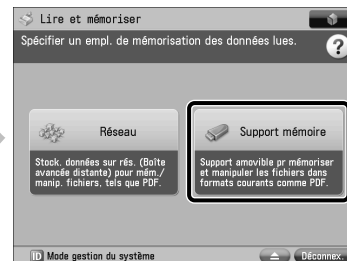 Lire et mémoriser
Spécifier un empl. de mémorisation des données lues.
?
Réseau
Stock. données sur rés. (Boîte
avancée distante) pour mém./
manip. fichiers, tels que PDF.
Support mémoire
Support amovible pr mémoriser
et manipuler les fichiers dans
formats courants comme PDF.
ID Mode gestion du système
Déconnex.